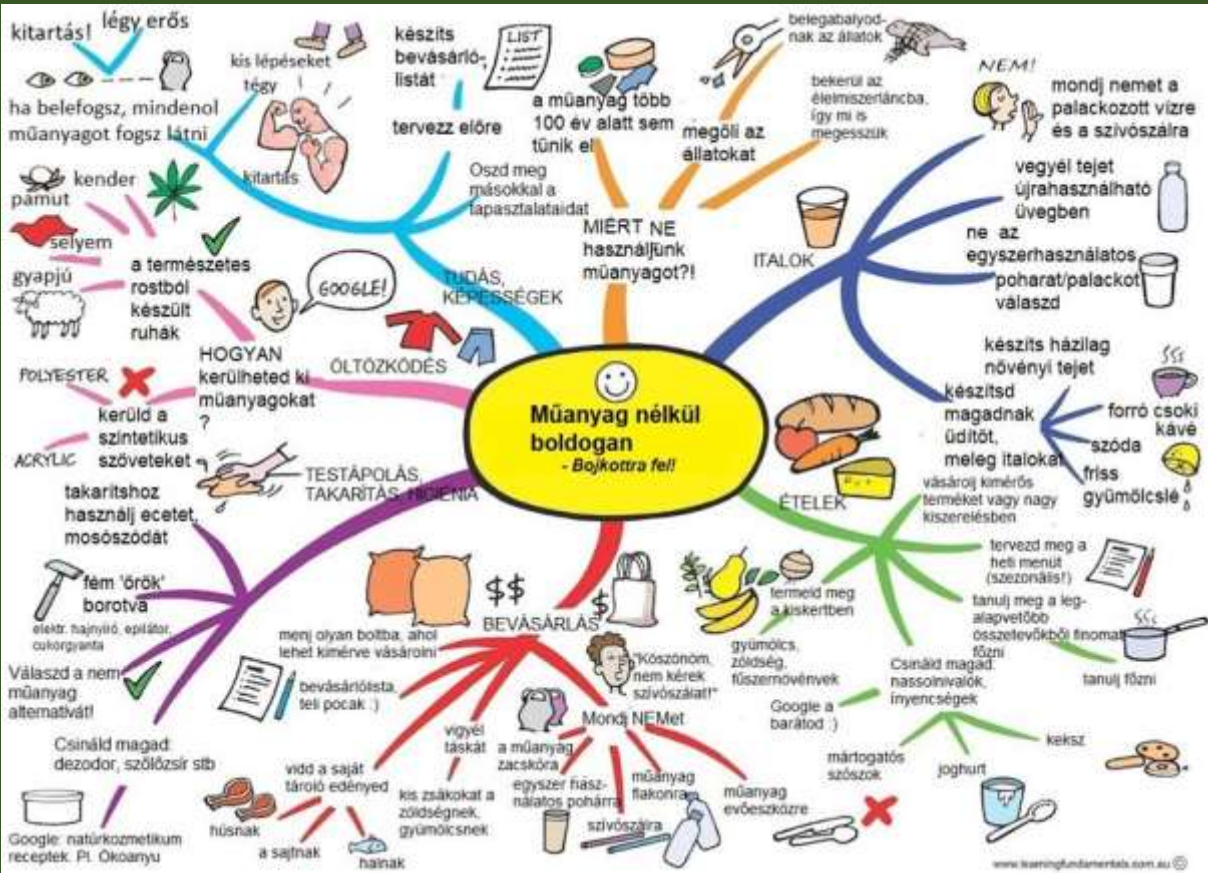 kitartás!
légy erős
ha belefogsz, mindenol
műanyagot fogsz látni
kis lépéseket
tégy
kitartás
készíts
bevásárló-
listát
LIST
tervezz előre
Oszd meg
másokkal a
tapasztalataidat
TUDÁS,
KÉPESSÉGEK
a műanyag több
100 év alatt sem
tűnik el
megöli az
állatokat
belegabalyod-
nak az állatok
bekerül az
élelmiszerláncba,
így mi is
megesszük
MIÉRT NE
használjunk
műanyagot?!
NEM!
mondj nemet a
palackozott vízre
és a szívószálra
vegyél tejet
újrahasználható
üvegben
ne az
egyszerhasználatos
poharat/palackot
válaszd
ITALOK
készíts házilag
növényi tejet
készítsd
magadnak
üdítőt,
meleg italokat
forró csoki
kávé
szóda
friss
gyümölcslé
kender
pamut
selyem
gyapjú
a természetes
rostból
készült
ruhák
GOOGLE!
HOGYAN
kerülheted ki
műanyagokat
?
ÖLTÖZKÖDÉS
POLYESTER
ACRYLIC
kerüld a
szintetikus
szöveteket
Műanyag nélkül
boldogan
- Bojkottra fel!
TESTÁPOLÁS,
TAKARÍTÁS, HIGIÉNIA
takarítshoz
használj ecetet,
mosószódát
fém 'örök'
borotva
elektr. hajnyíró, epilátor,
cukorgyanta
Válaszd a nem
műanyag
alternatívát!
Csináld magad:
dezodor, szőlőzsír stb
Google: natúrkozmetikum
receptek. Pl. Ökoanyu
$$
$
BEVÁSÁRLÁS
menj olyan boltba, ahol
lehet kimérve vásárolni
bevásárlólista,
teli pocak :)
vidd a saját
tároló edényed
húsnak
a sajtnak
halnak
vigyél
táskát
kis zsákokat a
zöldségnek,
gyümölcsnek
"Köszönöm,
nem kérek
szívószálat!"
Mondj NEMet
a műanyag
zacskóra
egyszer hasz-
nálatos pohárra
szívószálra
műanyag
flakonra
műanyag
evőeszközre
ÉTELEK
vásárolj kimérős
terméket vagy nagy
kiszerelésben
tervezd meg a
heti menüt
(szezonális!)
tanulj meg a leg-
alapvetőbb
összetevőkből finomat
főzni
tanulj főzni
termeld meg
a kiskertben
gyümölcs,
zöldség,
fűszernövények
Csináld magad:
nassolnivalók,
ínyencségek
Google a
barátod :)
mártogatós
szószok
joghurt
keksz
www.learningfundamentals.com.au ©